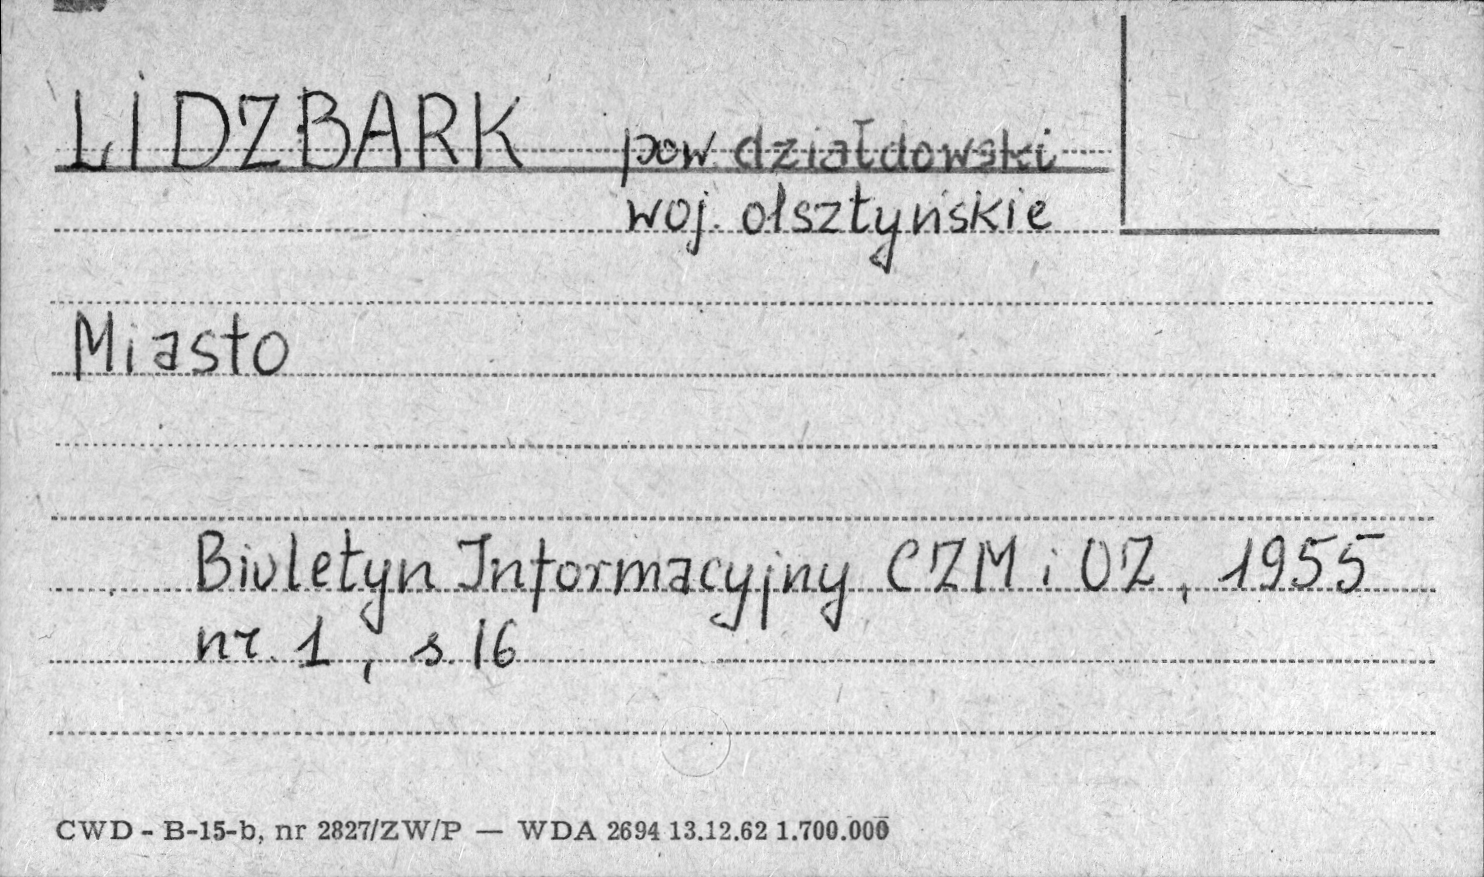 LIDZBARK pow. działdowski
woj. olsztyńskie
Miasto
Biuletyn Informacyjny CZM i OZ, 1955
nr. 1, s. 16
CWD - B-15-b, nr 2827/ZW/P — WDA 2694 13.12.62 1.700.000